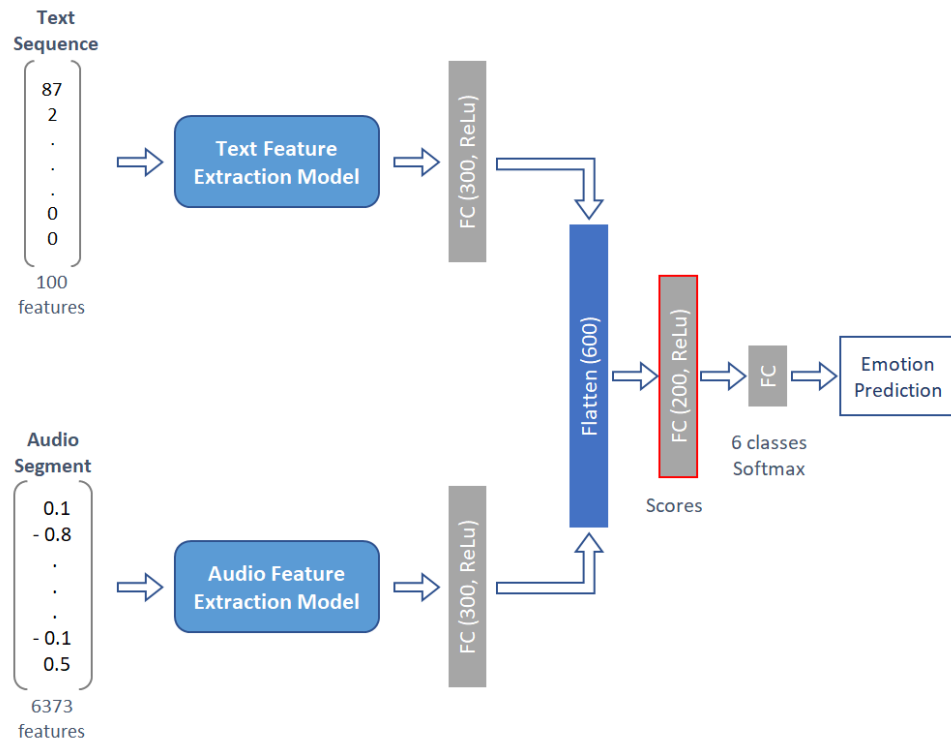 Text
Sequence
87
2
.
.
.
0
0
100
features
Text Feature
Extraction Model
FC (300, ReLu)
Audio
Segment
0.1
- 0.8
.
.
.
- 0.1
0.5
6373
features
Audio Feature
Extraction Model
FC (300, ReLu)
Flatten (600)
FC (200, ReLu)
Scores
FC
6 classes
Softmax
Emotion
Prediction